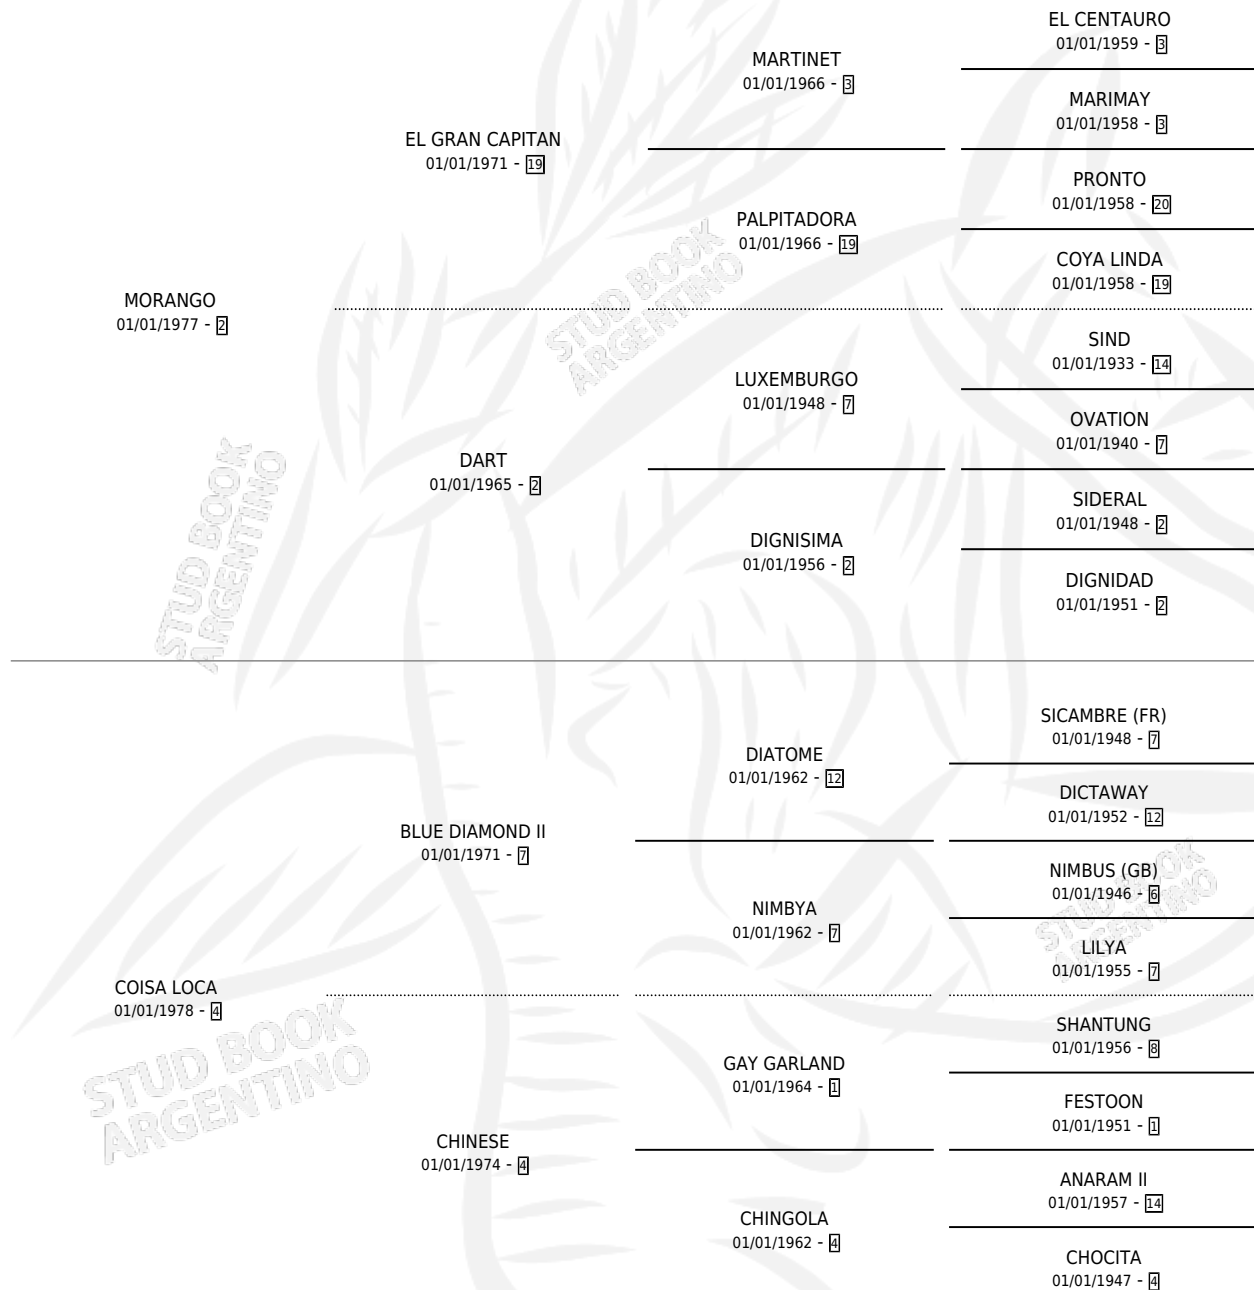 EL CENTAURO
01/01/1959 - 3
MARTINET
01/01/1966 - 3
MARIMAY
01/01/1958 - 3
EL GRAN CAPITAN
01/01/1971 - 19
PRONTO
01/01/1958 - 20
PALPITADORA
01/01/1966 - 19
COYA LINDA
01/01/1958 - 19
MORANGO
01/01/1977 - 2
SIND
01/01/1933 - 14
LUXEMBURGO
01/01/1948 - 7
OVATION
01/01/1940 - 7
DART
01/01/1965 - 2
SIDERAL
01/01/1948 - 2
DIGNISIMA
01/01/1956 - 2
DIGNIDAD
01/01/1951 - 2
SICAMBRE (FR)
01/01/1948 - 7
DIATOME
01/01/1962 - 12
DICTAWAY
01/01/1952 - 12
BLUE DIAMOND II
01/01/1971 - 7
NIMBUS (GB)
01/01/1946 - 6
NIMBYA
01/01/1962 - 7
LILYA
01/01/1955 - 7
COISA LOCA
01/01/1978 - 4
SHANTUNG
01/01/1956 - 8
GAY GARLAND
01/01/1964 - 1
FESTOON
01/01/1951 - 1
CHINESE
01/01/1974 - 4
ANARAM II
01/01/1957 - 14
CHINGOLA
01/01/1962 - 4
CHOCITA
01/01/1947 - 4
STUD BOOK
ARGENTINO
STUD BOOK
ARGENTINO
STUD BOOK
ARGENTINO
STUD BOOK
ARGENTINO